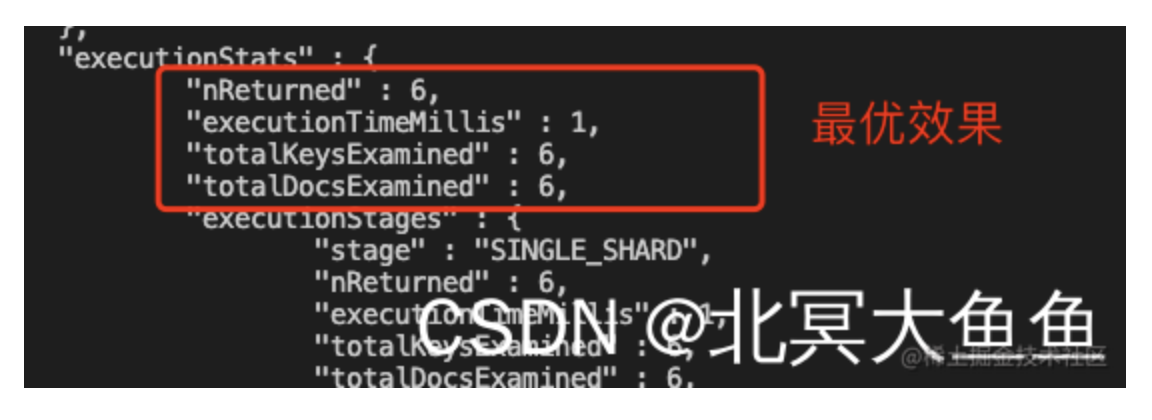 },
"executionStats" : {
"nReturned" : 6,
"executionTimeMillis" : 1,
"totalKeysExamined" : 6,
"totalDocsExamined" : 6,
最优效果
"executionStages" : {
"stage" : "SINGLE_SHARD",
"nReturned" : 6,
"executionTimeMillis" : 1,
"totalKeysExamined" : 6,
"totalDocsExamined" : 6,
CSDN @北冥大鱼鱼
@稀土掘金技术社区